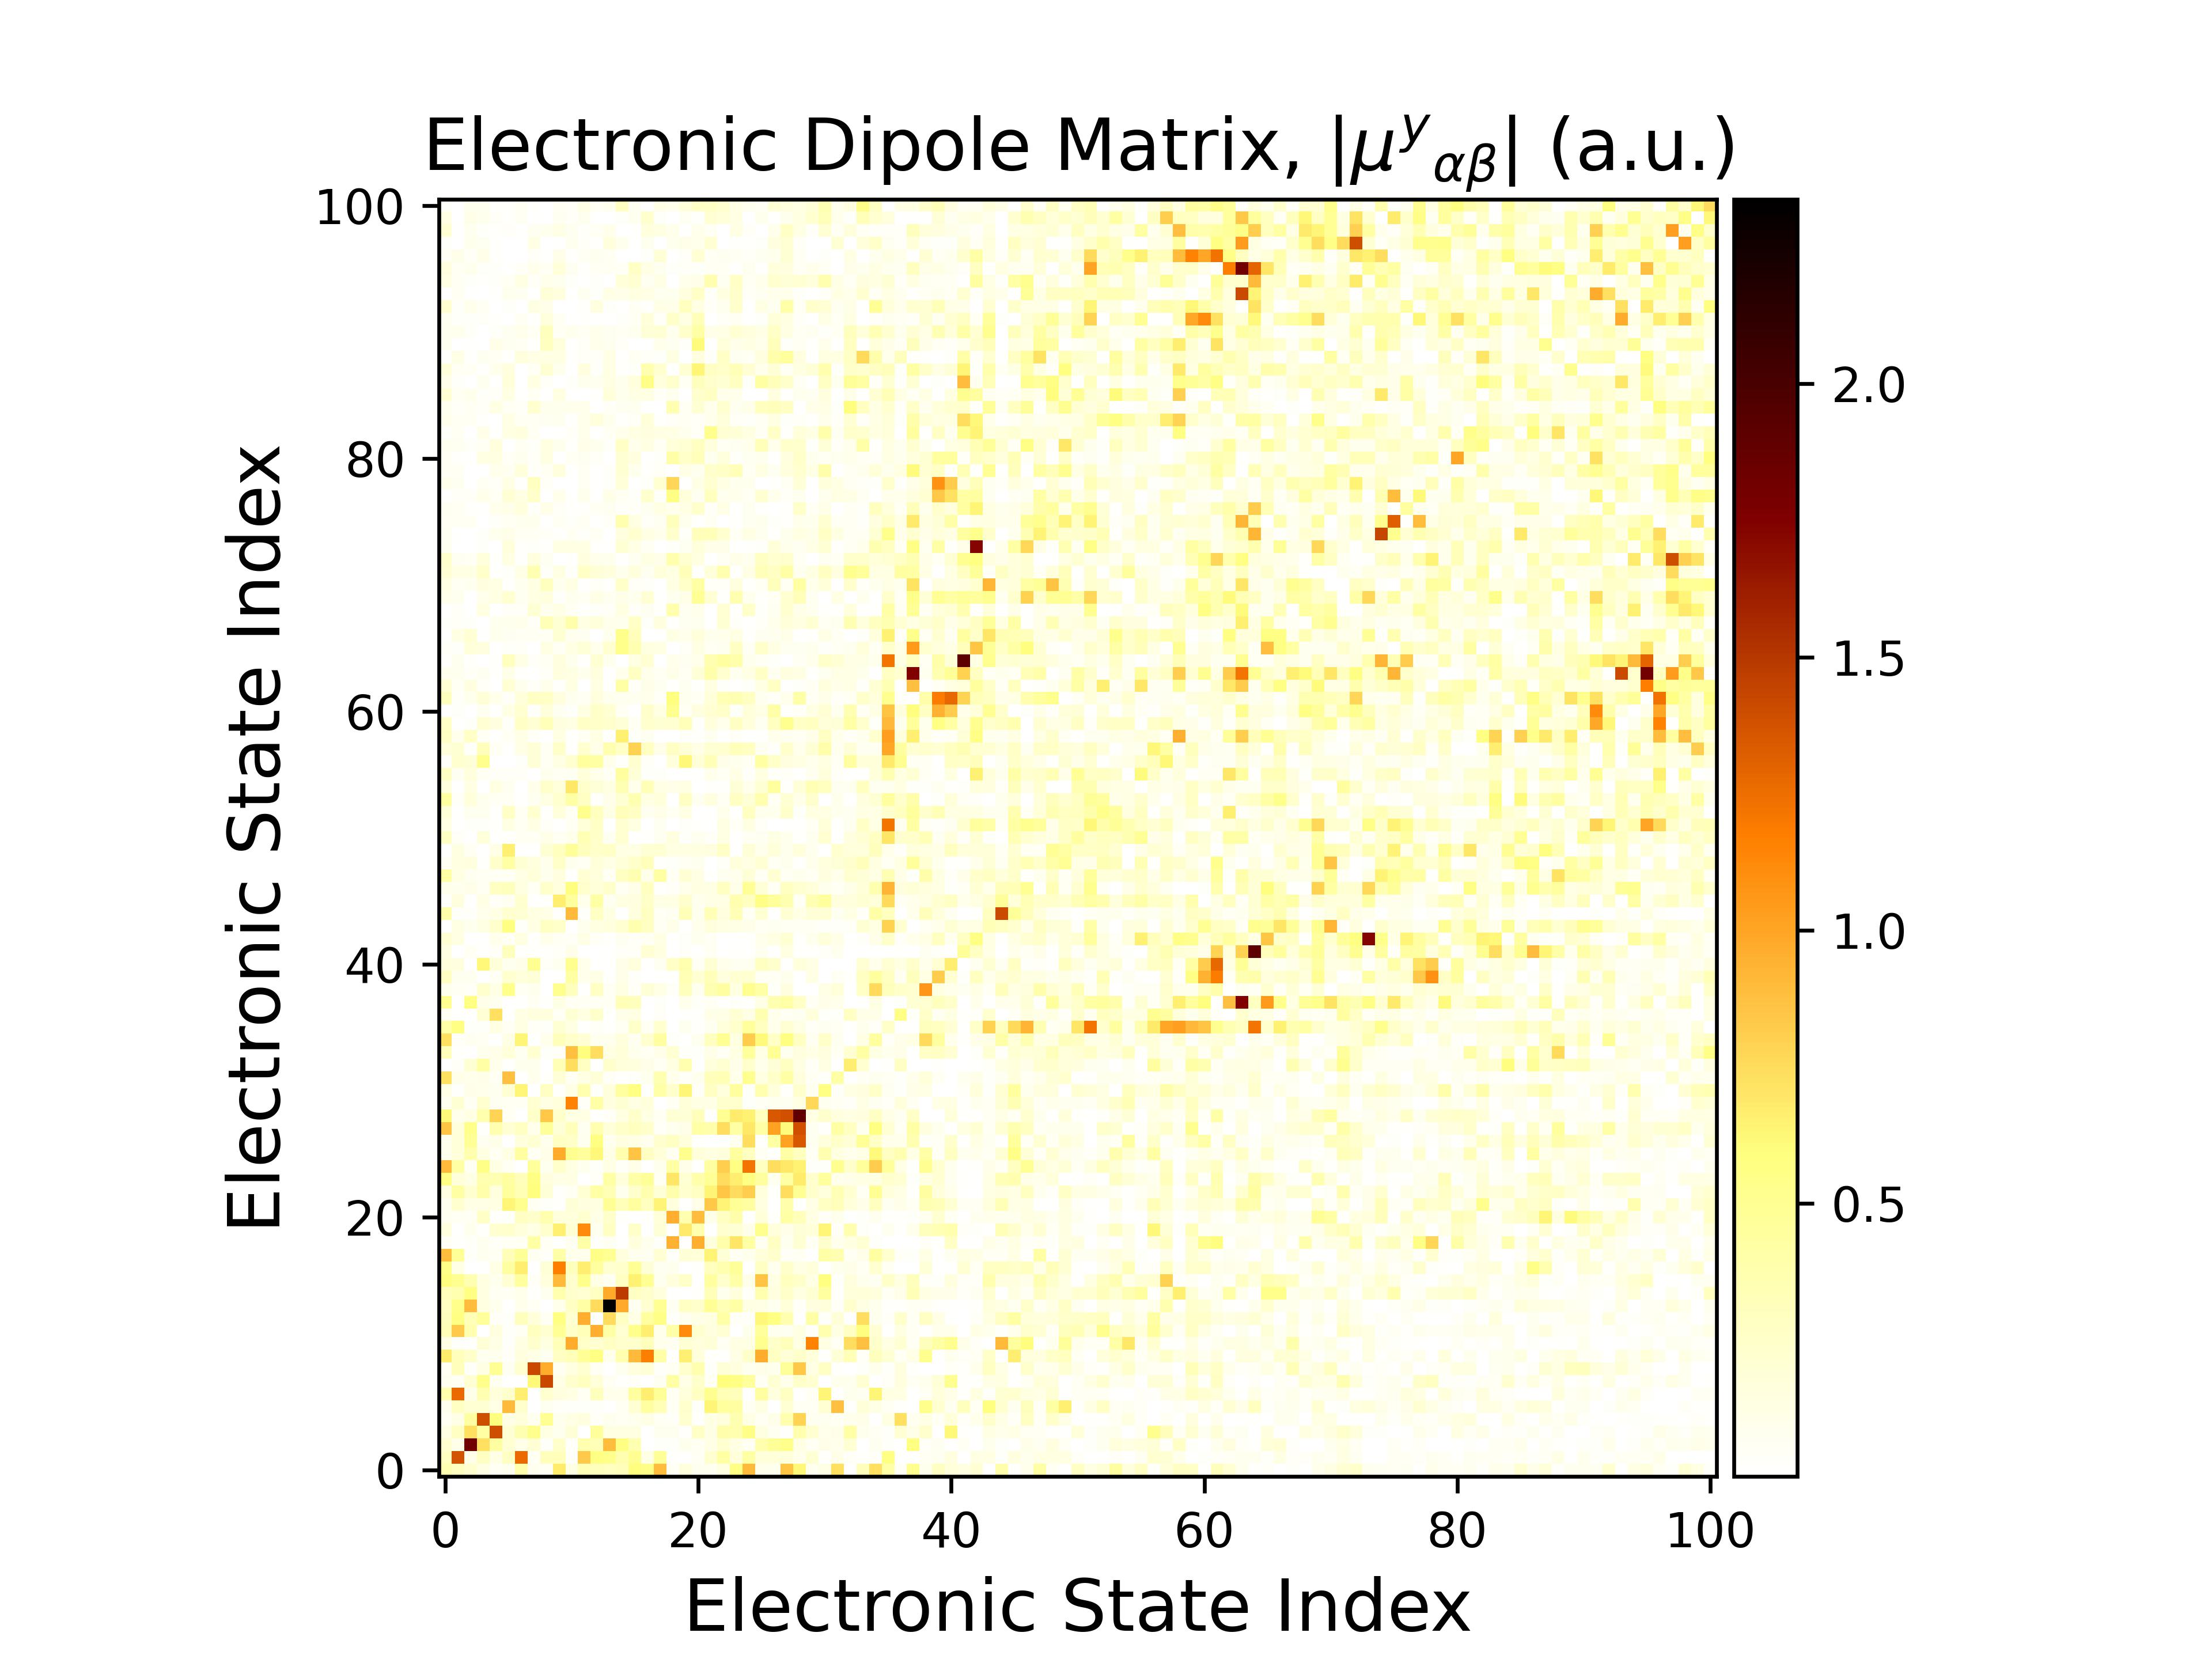 Electronic Dipole Matrix, |μ^y_αβ| (a.u.)
Electronic State Index
100
80
60
40
20
0
0 20 40 60 80 100
Electronic State Index
2.0
1.5
1.0
0.5